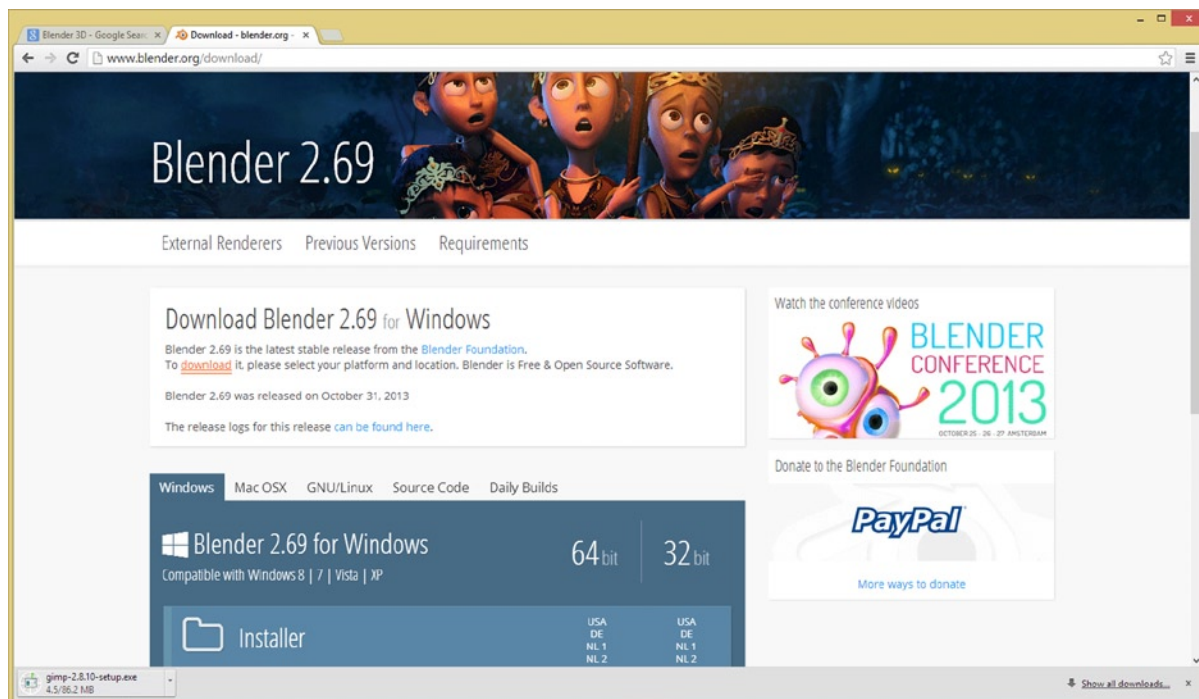 Blender 3D - Google Searc
Download - blender.org -
www.blender.org/download/
Blender 2.69
External Renderers Previous Versions Requirements
Download Blender 2.69 for Windows
Blender 2.69 is the latest stable release from the Blender Foundation.
To download it, please select your platform and location. Blender is Free & Open Source Software.
Blender 2.69 was released on October 31, 2013
The release logs for this release can be found here.
Watch the conference videos
BLENDER
CONFERENCE
2013
OCTOBER 25 - 26 - 27 AMSTERDAM
Donate to the Blender Foundation
PayPal
More ways to donate
Windows Mac OSX GNU/Linux Source Code Daily Builds
Blender 2.69 for Windows
Compatible with Windows 8 | 7 | Vista | XP
64 bit 32 bit
Installer
USA USA
DE DE
NL 1 NL 1
NL 2 NL 2
gimp-2.8.10-setup.exe
4.5/86.2 MB
Show all downloads...